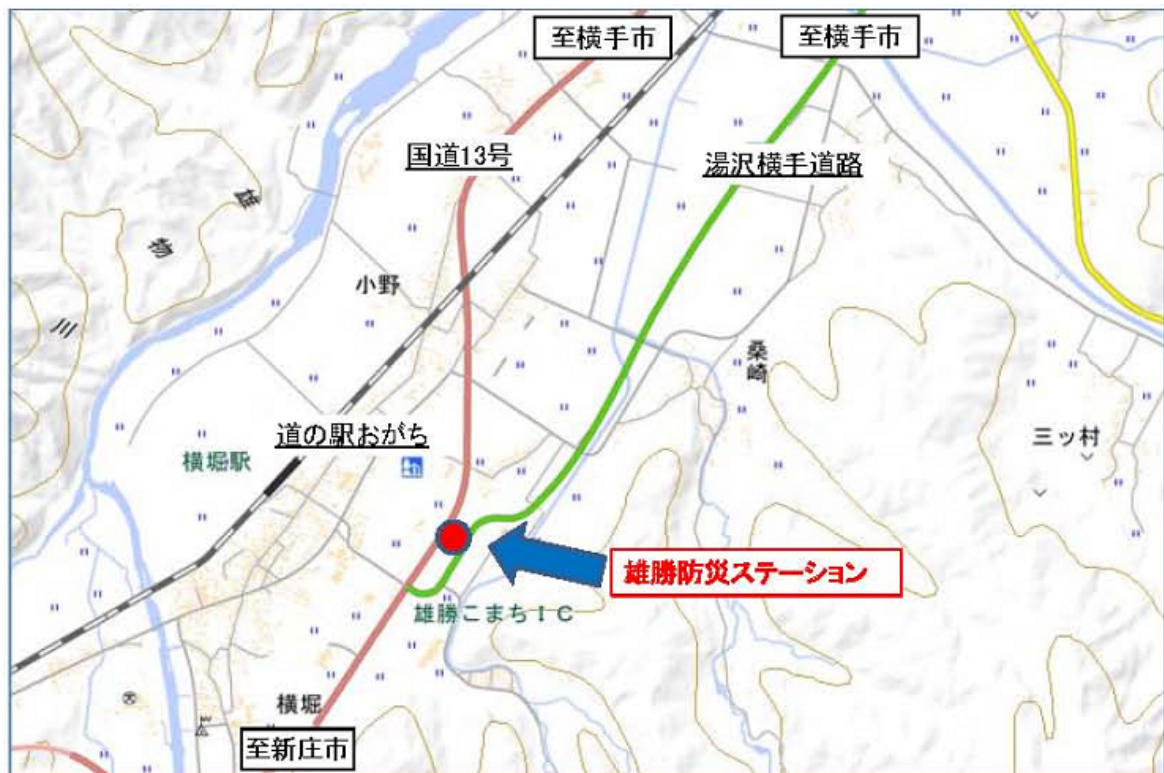 至横手市
至横手市
国道13号
湯沢横手道路
雄
物
川
小野
桑崎
道の駅おがち
横堀駅
三ッ村
雄勝防災ステーション
雄勝こまちIC
横堀
至新庄市